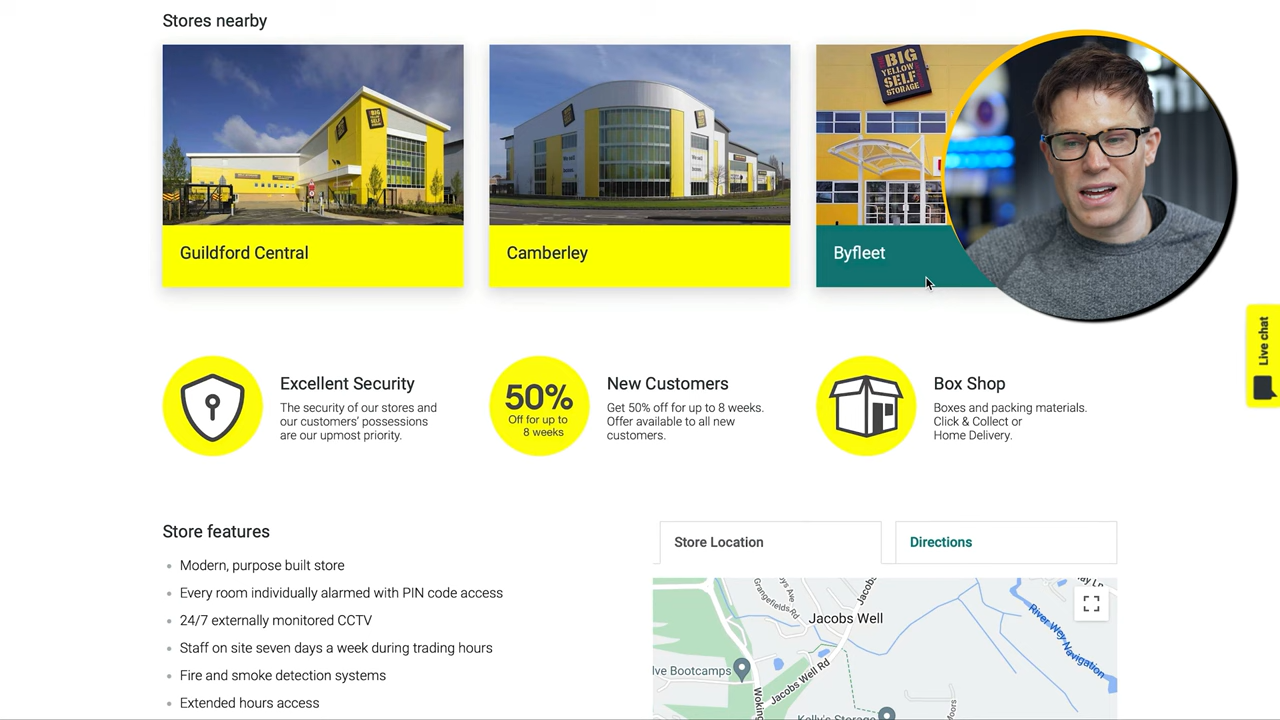 Stores nearby
BIG
YELLOW
SELF
STORAGE
Guildford Central
Camberley
Byfleet
Live chat
Excellent Security
The security of our stores and
our customers' possessions
are our upmost priority.
50%
Off for up to
8 weeks
New Customers
Get 50% off for up to 8 weeks.
Offer available to all new
customers.
Box Shop
Boxes and packing materials.
Click & Collect or
Home Delivery.
Store features
Modern, purpose built store
Every room individually alarmed with PIN code access
24/7 externally monitored CCTV
Staff on site seven days a week during trading hours
Fire and smoke detection systems
Extended hours access
Store Location
Directions
Grangefields Rd
Jacobs Well
River Wey Navigation
lve Bootcamps
Jacobs Well Rd
Kelly's Storage